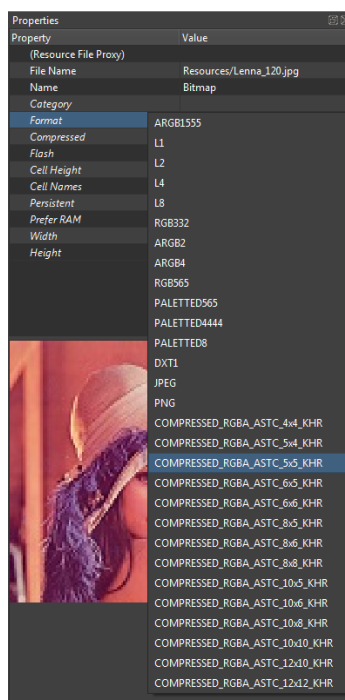 Properties
Property Value
(Resource File Proxy)
File Name Resources/Lenna_120.jpg
Name Bitmap
Category
Format
Compressed
Flash
Cell Height
Cell Names
Persistent
Prefer RAM
Width
Height
ARGB1555
L1
L2
L4
L8
RGB332
ARGB2
ARGB4
RGB565
PALETTED565
PALETTED4444
PALETTED8
DXT1
JPEG
PNG
COMPRESSED_RGBA_ASTC_4x4_KHR
COMPRESSED_RGBA_ASTC_5x4_KHR
COMPRESSED_RGBA_ASTC_5x5_KHR
COMPRESSED_RGBA_ASTC_6x5_KHR
COMPRESSED_RGBA_ASTC_6x6_KHR
COMPRESSED_RGBA_ASTC_8x5_KHR
COMPRESSED_RGBA_ASTC_8x6_KHR
COMPRESSED_RGBA_ASTC_8x8_KHR
COMPRESSED_RGBA_ASTC_10x5_KHR
COMPRESSED_RGBA_ASTC_10x6_KHR
COMPRESSED_RGBA_ASTC_10x8_KHR
COMPRESSED_RGBA_ASTC_10x10_KHR
COMPRESSED_RGBA_ASTC_12x10_KHR
COMPRESSED_RGBA_ASTC_12x12_KHR